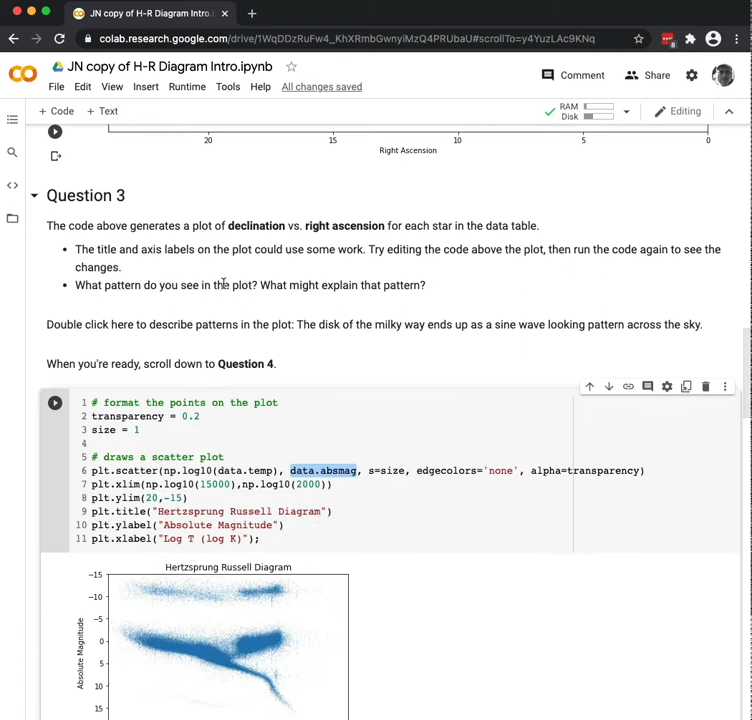 JN copy of H-R Diagram Intro.i
colab.research.google.com/drive/1WqDDzRuFw4_KhXRmbGwnyiMzQ4PRUbaU#scrollTo=y4YuzLAc9KNq
8
JN copy of H-R Diagram Intro.ipynb
Comment
Share
File Edit View Insert Runtime Tools Help All changes saved
+ Code + Text
RAM
Disk
Editing
20 15 10 5 0
Right Ascension
Question 3
The code above generates a plot of declination vs. right ascension for each star in the data table.
• The title and axis labels on the plot could use some work. Try editing the code above the plot, then run the code again to see the
changes.
• What pattern do you see in the plot? What might explain that pattern?
Double click here to describe patterns in the plot: The disk of the milky way ends up as a sine wave looking pattern across the sky.
When you're ready, scroll down to Question 4.
1 # format the points on the plot
2 transparency = 0.2
3 size = 1
4
5 # draws a scatter plot
6 plt.scatter(np.log10(data.temp), data.absmag, s=size, edgecolors='none', alpha=transparency)
7 plt.xlim(np.log10(15000),np.log10(2000))
8 plt.ylim(20,-15)
9 plt.title("Hertzsprung Russell Diagram")
10 plt.ylabel("Absolute Magnitude")
11 plt.xlabel("Log T (log K)");
Hertzsprung Russell Diagram
-15
-10
-5
0
5
10
15
Absolute Magnitude